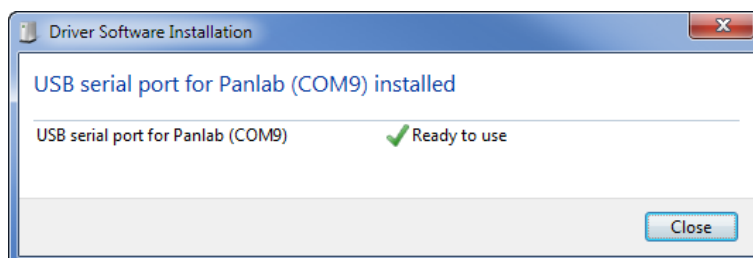 Driver Software Installation
USB serial port for Panlab (COM9) installed
USB serial port for Panlab (COM9) Ready to use
Close